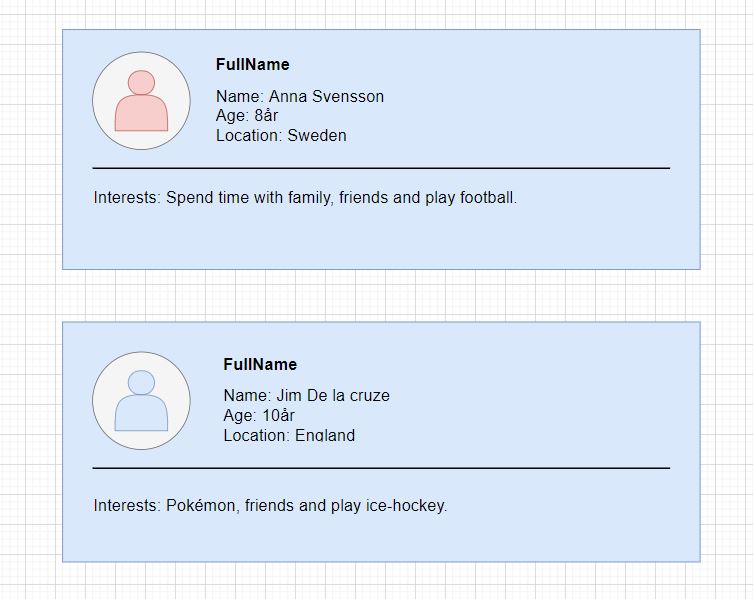 FullName
Name: Anna Svensson
Age: 8år
Location: Sweden
Interests: Spend time with family, friends and play football.
FullName
Name: Jim De la cruze
Age: 10år
Location: England
Interests: Pokémon, friends and play ice-hockey.